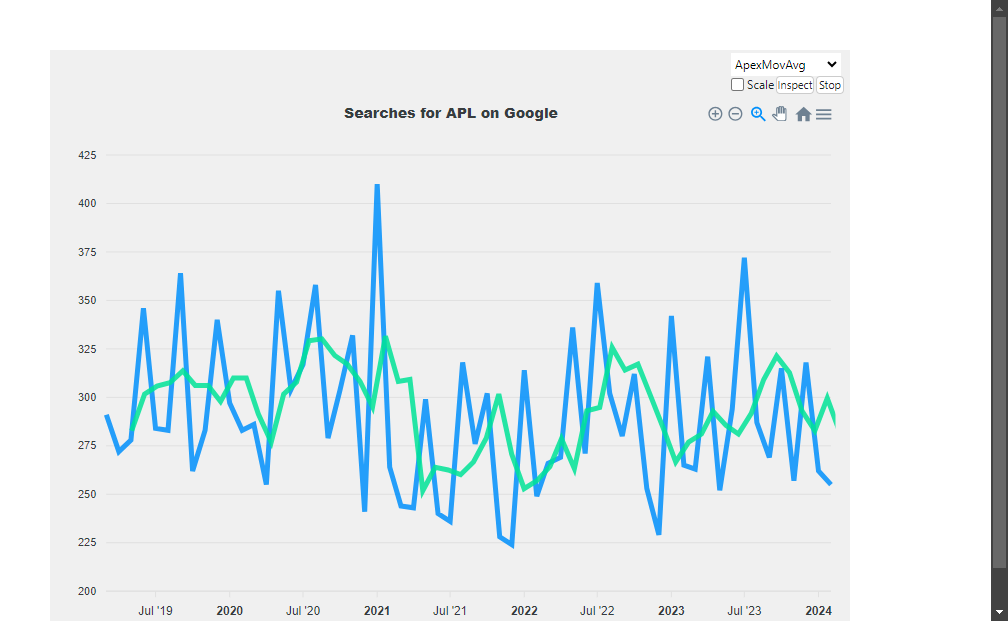 ApexMovAvg
Scale Inspect Stop
Searches for APL on Google
425
400
375
350
325
300
275
250
225
200
Jul '19 2020 Jul '20 2021 Jul '21 2022 Jul '22 2023 Jul '23 2024